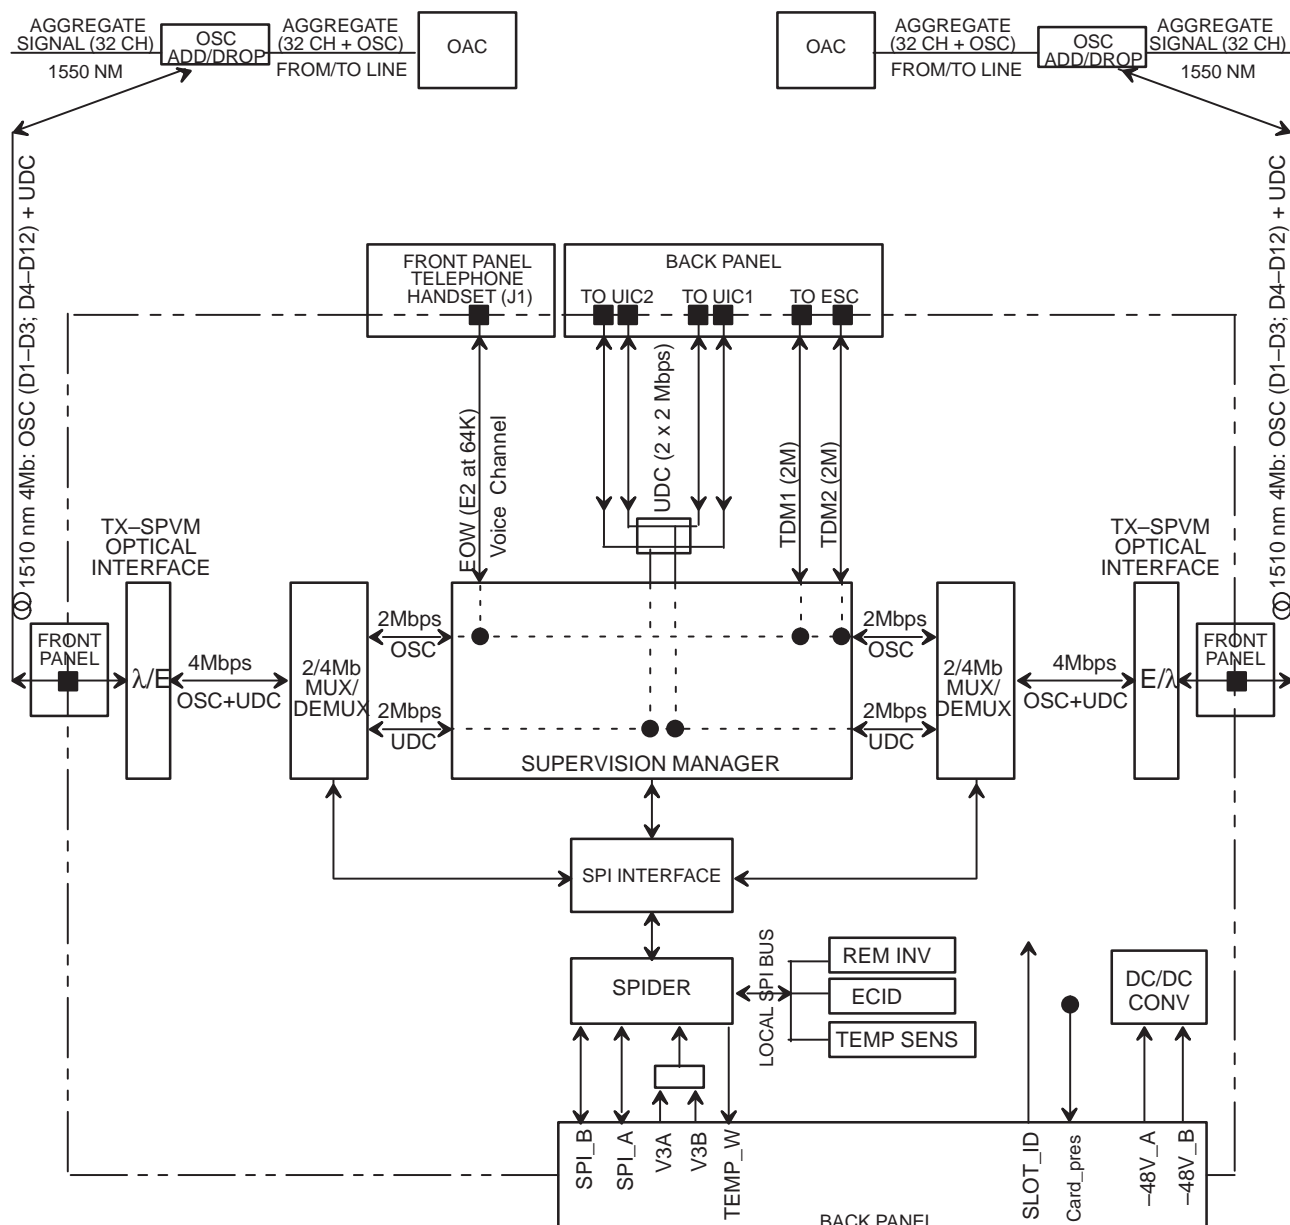 AGGREGATE
SIGNAL (32 CH)
1550 NM
OSC
ADD/DROP
AGGREGATE
(32 CH + OSC)
FROM/TO LINE
OAC
OAC
AGGREGATE
(32 CH + OSC)
FROM/TO LINE
OSC
ADD/DROP
AGGREGATE
SIGNAL (32 CH)
1550 NM
1510 nm 4Mb: OSC (D1–D3; D4–D12) + UDC
1510 nm 4Mb: OSC (D1–D3; D4–D12) + UDC
FRONT PANEL
TELEPHONE
HANDSET (J1)
BACK PANEL
TO UIC2
TO UIC1
TO ESC
EOW (E2 at 64K)
Voice Channel
UDC (2 x 2 Mbps)
TDM1 (2M)
TDM2 (2M)
TX–SPVM
OPTICAL
INTERFACE
TX–SPVM
OPTICAL
INTERFACE
FRONT
PANEL
λ/E
4Mbps
OSC+UDC
2/4Mb
MUX/
DEMUX
2Mbps
OSC
2Mbps
UDC
SUPERVISION MANAGER
2Mbps
OSC
2Mbps
UDC
2/4Mb
MUX/
DEMUX
4Mbps
OSC+UDC
E/λ
FRONT
PANEL
SPI INTERFACE
SPIDER
LOCAL SPI BUS
REM INV
ECID
TEMP SENS
DC/DC
CONV
SPI_B
SPI_A
V3A
V3B
TEMP_W
SLOT_ID
Card_pres
–48V_A
–48V_B
BACK PANEL